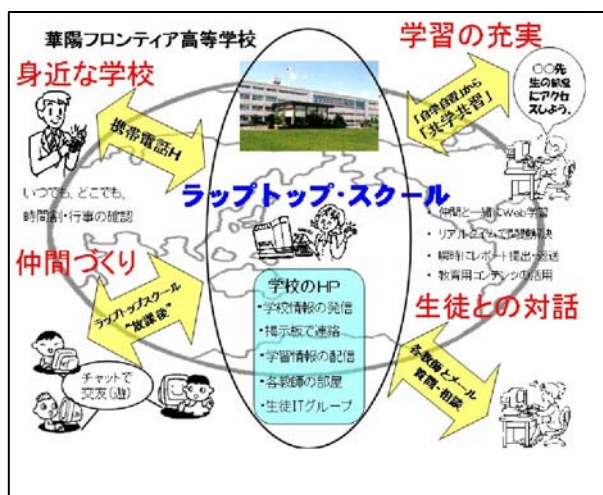 華陽フロンティア高等学校
学習の充実
身近な学校
携帯電話H
いつでも、どこでも、
時間割・行事の確認
「自学自習」から
「共学共習」
○○先
生の
にアクセ
スしよう。
ラップトップ・スクール
・仲間と一緒にWeb学習
・リアルタイムで問題解決
・瞬時にレポート提出・返送
・教育用コンテンツの活用
仲間づくり
ラップトップスクール
"放課後"
チャットで
交友
学校のHP
・学校情報の発信
・掲示板で連絡
・学習情報の配信
・各教師の部屋
・生徒ITグループ
生徒との対話
各教師とメール
質問・相談